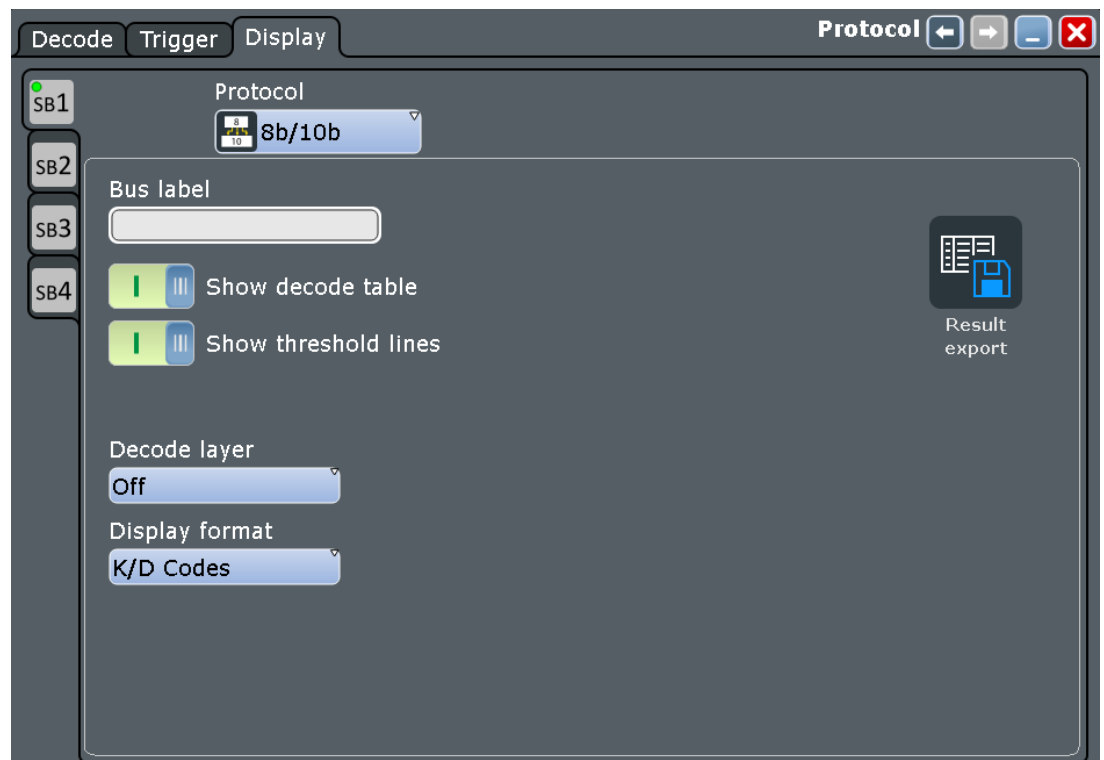 Decode Trigger Display Protocol
SB1
Protocol
8
10
8b/10b
SB2
Bus label
SB3
Show decode table
SB4
Show threshold lines
Result
export
Decode layer
Off
Display format
K/D Codes